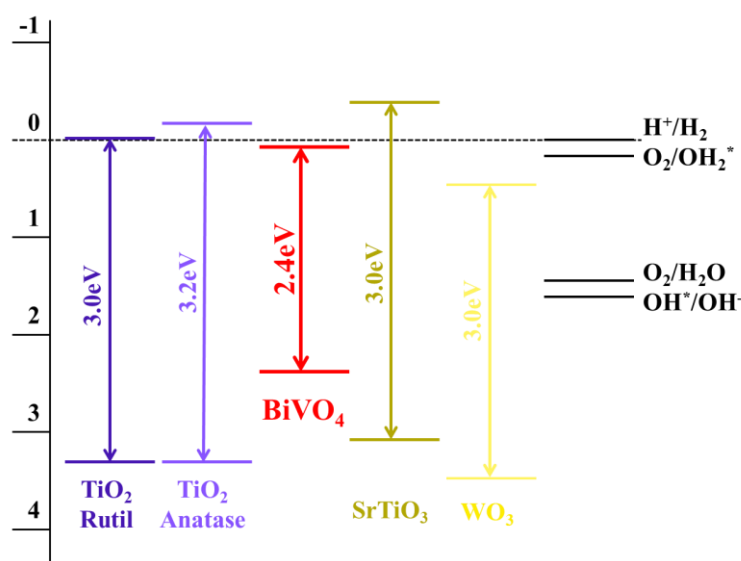 -1
0
1
2
3
4
3.0eV
3.2eV
2.4eV
3.0eV
3.0eV
TiO₂
Rutil
TiO₂
Anatase
BiVO₄
SrTiO₃
WO₃
H⁺/H₂
O₂/OH₂*
O₂/H₂O
OH*/OH⁻